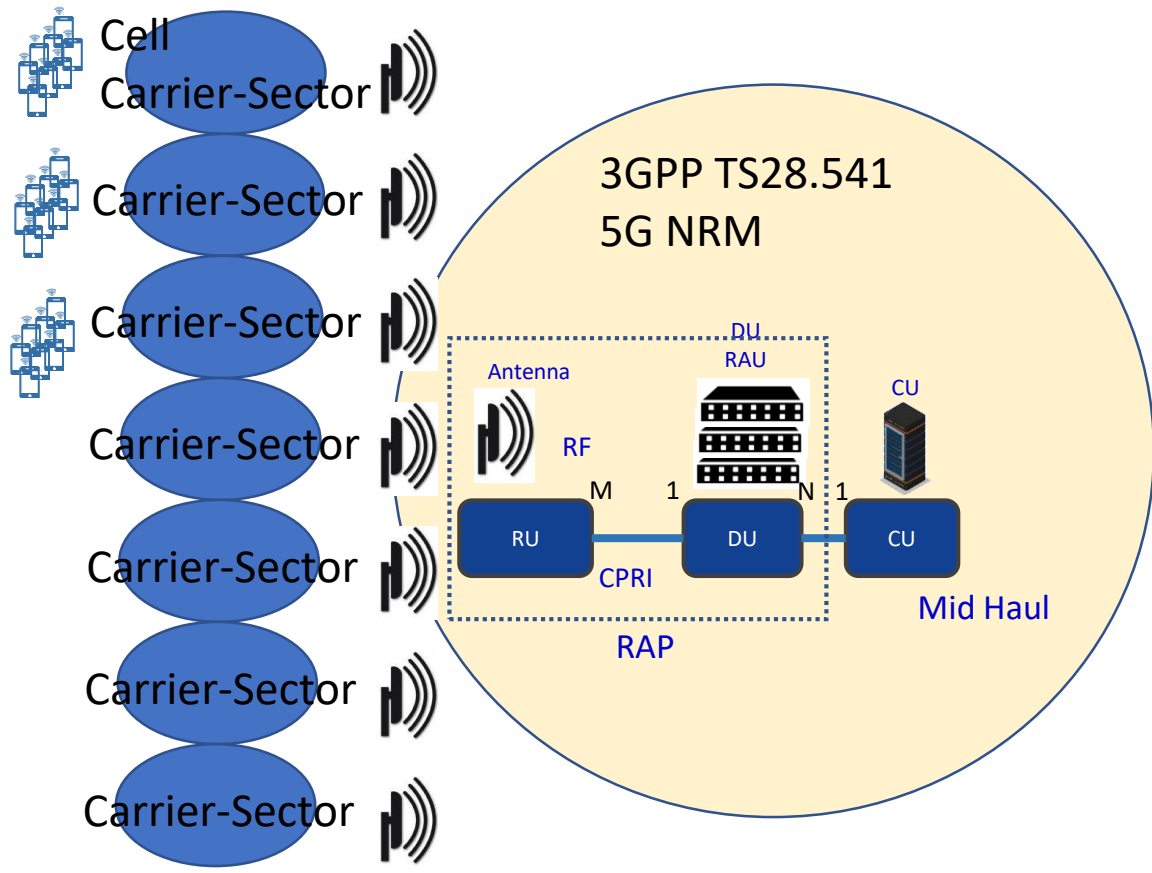 Cell
Carrier-Sector
Carrier-Sector
Carrier-Sector
Carrier-Sector
Carrier-Sector
Carrier-Sector
Carrier-Sector
3GPP TS28.541
5G NRM
DU
RAU
Antenna
CU
RF
M 1 N 1
RU DU CU
CPRI
Mid Haul
RAP